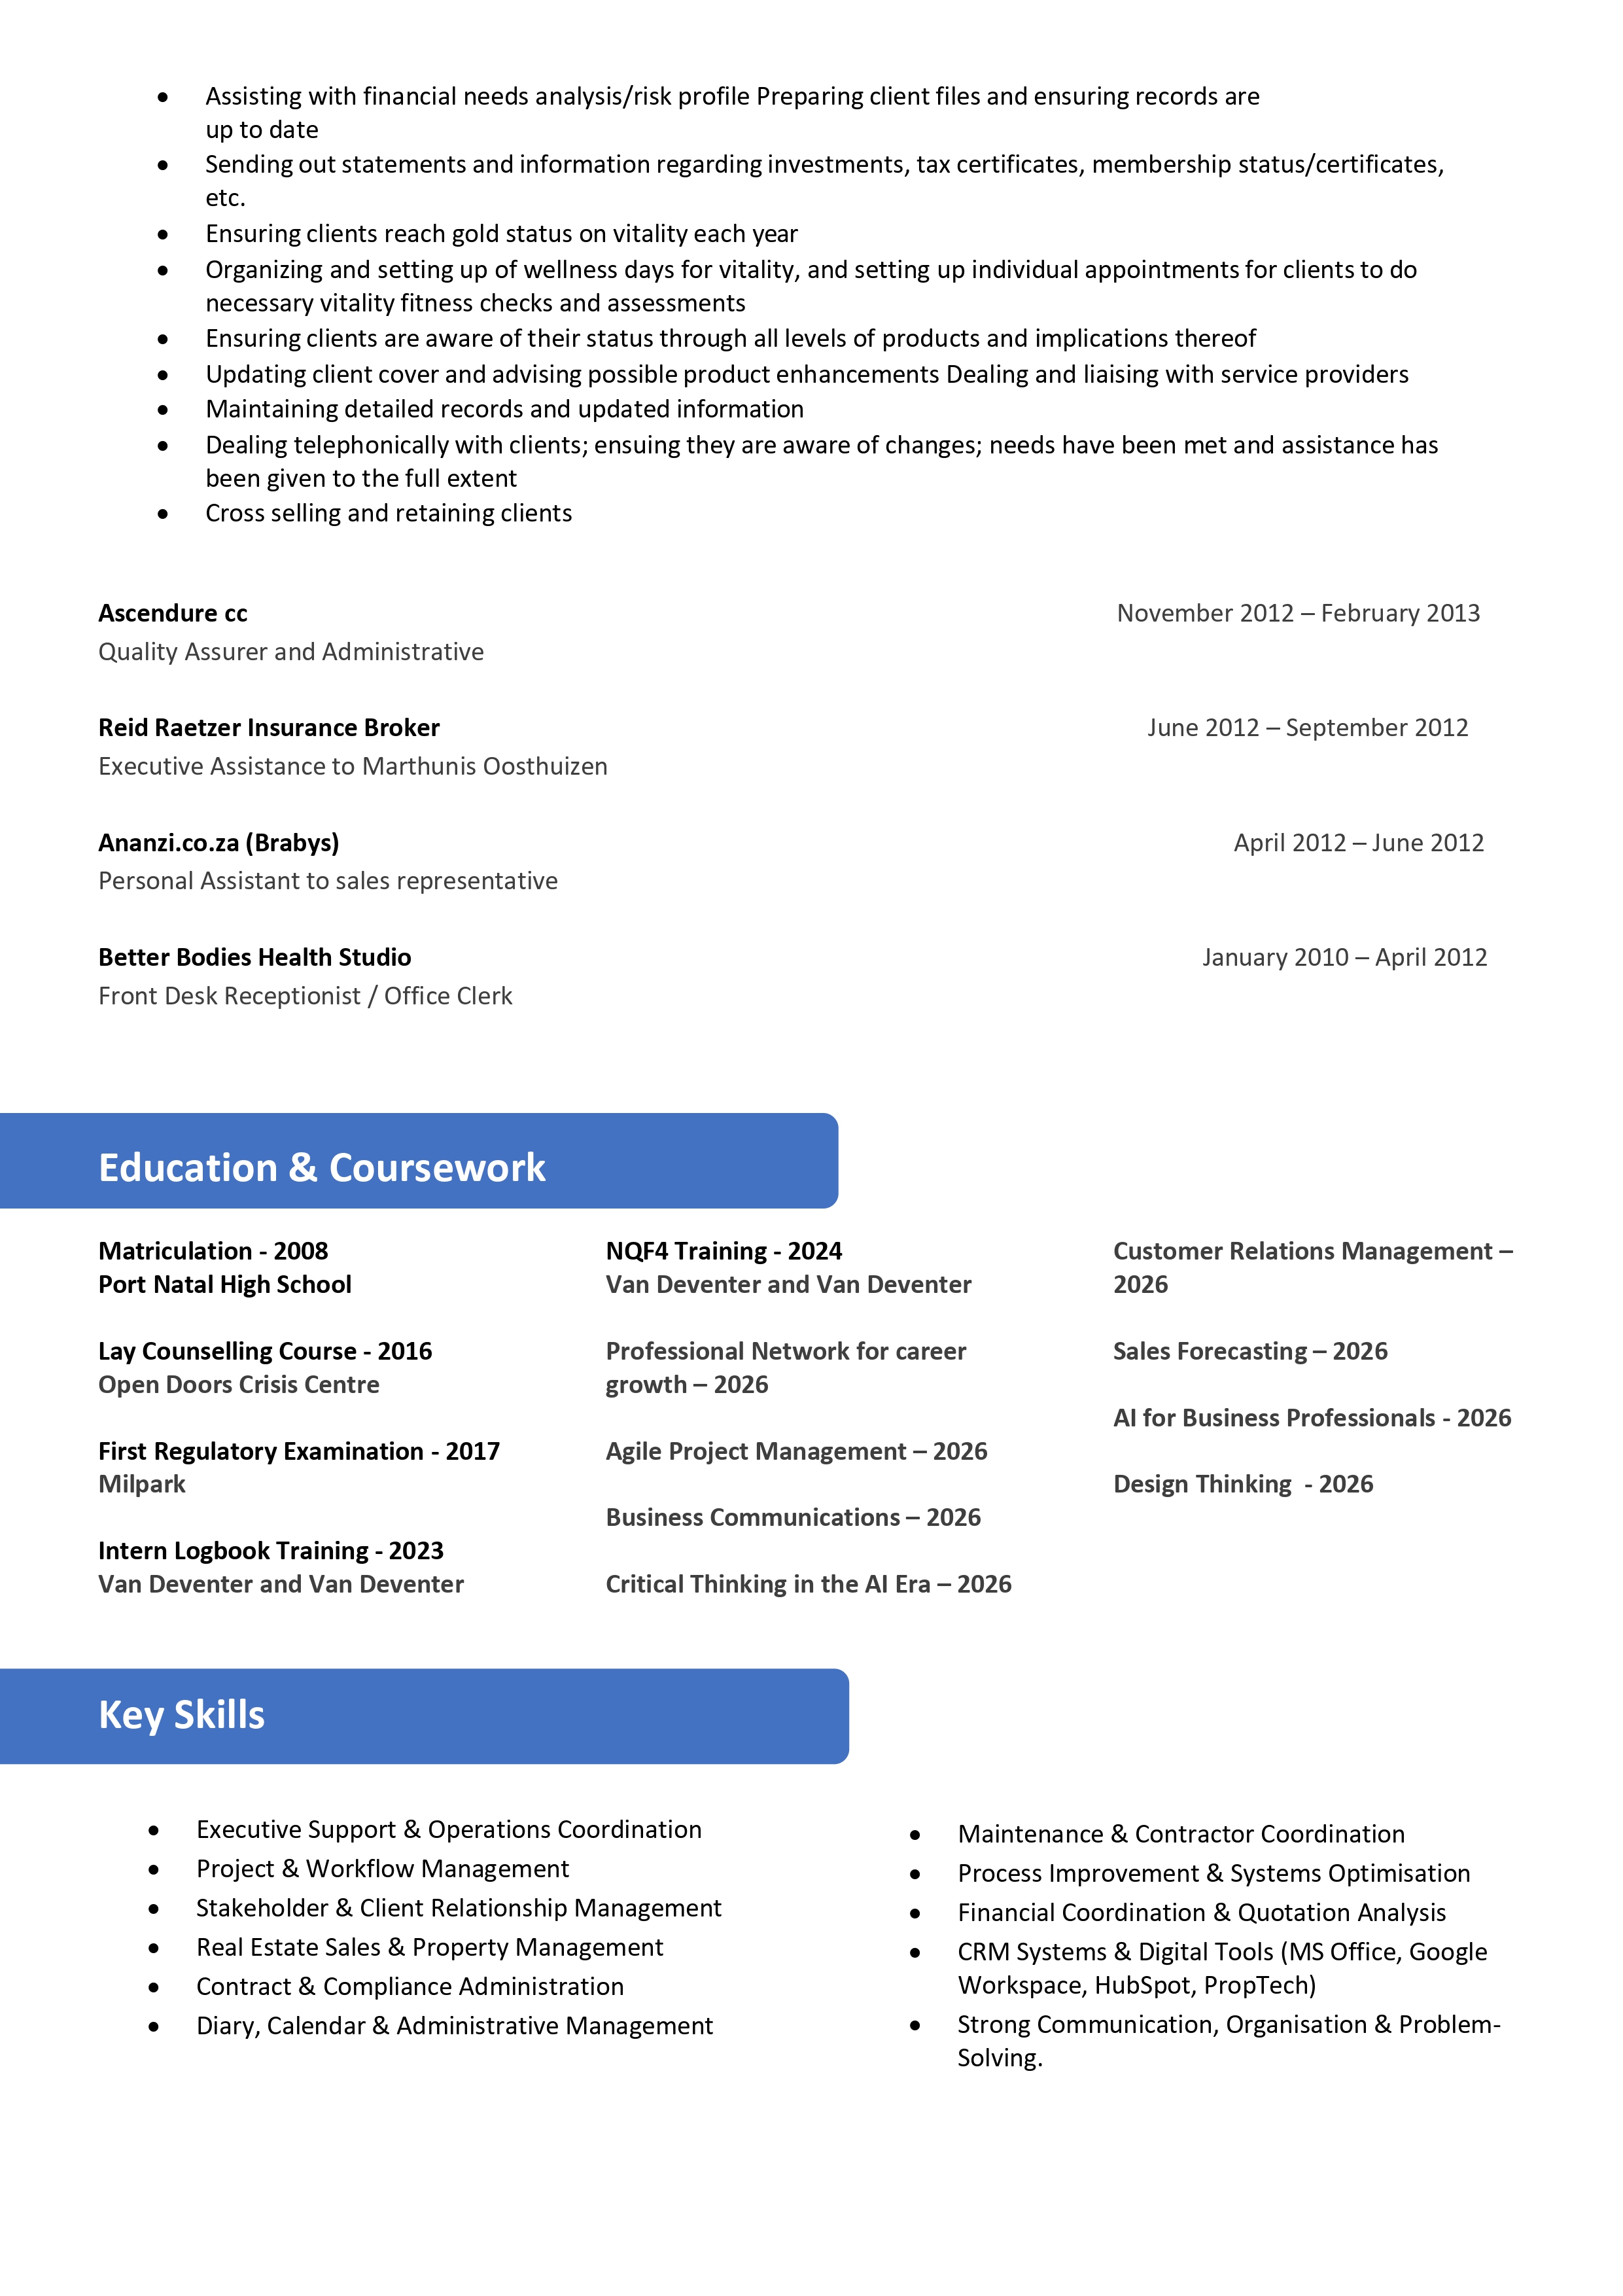 • Assisting with financial needs analysis/risk profile Preparing client files and ensuring records are
up to date
• Sending out statements and information regarding investments, tax certificates, membership status/certificates,
etc.
• Ensuring clients reach gold status on vitality each year
• Organizing and setting up of wellness days for vitality, and setting up individual appointments for clients to do
necessary vitality fitness checks and assessments
• Ensuring clients are aware of their status through all levels of products and implications thereof
• Updating client cover and advising possible product enhancements Dealing and liaising with service providers
• Maintaining detailed records and updated information
• Dealing telephonically with clients; ensuing they are aware of changes; needs have been met and assistance has
been given to the full extent
• Cross selling and retaining clients
Ascendure cc November 2012 – February 2013
Quality Assurer and Administrative
Reid Raetzer Insurance Broker June 2012 – September 2012
Executive Assistance to Marthunis Oosthuizen
Ananzi.co.za (Brabys) April 2012 – June 2012
Personal Assistant to sales representative
Better Bodies Health Studio January 2010 – April 2012
Front Desk Receptionist / Office Clerk
Education & Coursework
Matriculation - 2008
Port Natal High School
Lay Counselling Course - 2016
Open Doors Crisis Centre
First Regulatory Examination - 2017
Milpark
Intern Logbook Training - 2023
Van Deventer and Van Deventer
NQF4 Training - 2024
Van Deventer and Van Deventer
Professional Network for career
growth – 2026
Agile Project Management – 2026
Business Communications – 2026
Critical Thinking in the AI Era – 2026
Customer Relations Management –
2026
Sales Forecasting – 2026
AI for Business Professionals - 2026
Design Thinking  - 2026
Key Skills
• Executive Support & Operations Coordination
• Project & Workflow Management
• Stakeholder & Client Relationship Management
• Real Estate Sales & Property Management
• Contract & Compliance Administration
• Diary, Calendar & Administrative Management
• Maintenance & Contractor Coordination
• Process Improvement & Systems Optimisation
• Financial Coordination & Quotation Analysis
• CRM Systems & Digital Tools (MS Office, Google
Workspace, HubSpot, PropTech)
• Strong Communication, Organisation & Problem-
Solving.